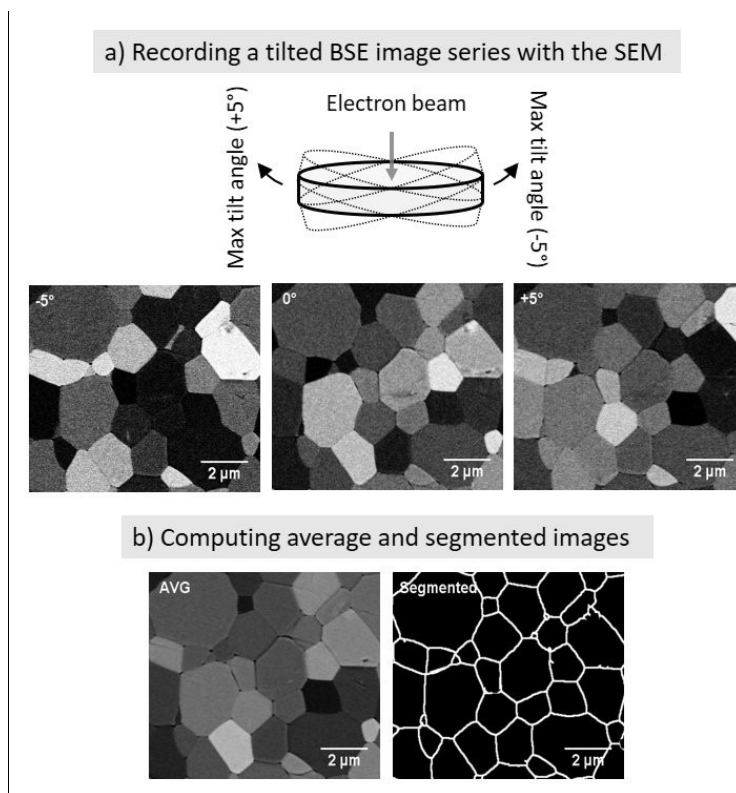 a) Recording a tilted BSE image series with the SEM
Max tilt angle (+5°)
Electron beam
Max tilt angle (-5°)
-5°
2 µm
0°
2 µm
+5°
2 µm
b) Computing average and segmented images
AVG
2 µm
Segmented
2 µm